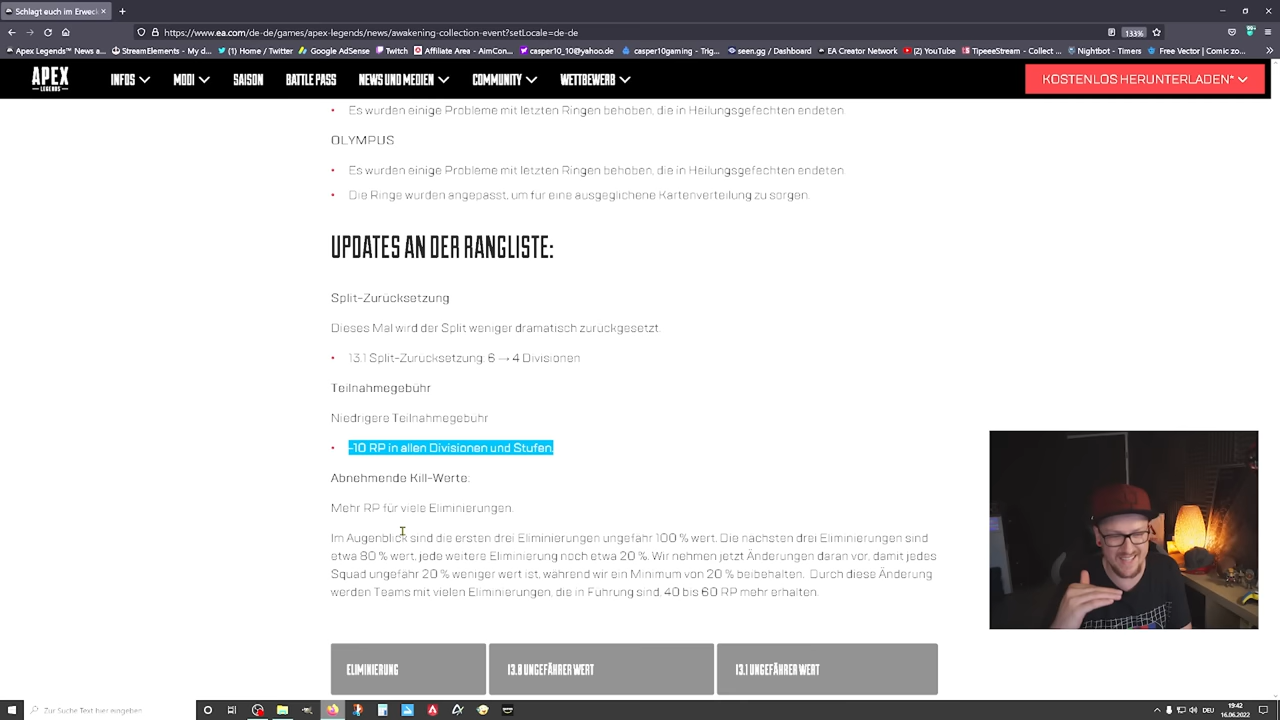 Schlagt euch im Erweck
https://www.ea.com/de-de/games/apex-legends/news/awakening-collection-event?setLocale=de-de
133%
Apex Legends™ News a...
StreamElements - My d...
(1) Home / Twitter
Google AdSense
Twitch
Affiliate Area - AimCon...
casper10_10@yahoo.de
casper10gaming - Trig...
seen.gg / Dashboard
EA Creator Network
(2) YouTube
TipeeeStream - Collect ...
Nightbot - Timers
Free Vector | Comic zo...
APEX
LEGENDS
INFOS
MODI
SAISON
BATTLE PASS
NEWS UND MEDIEN
COMMUNITY
WETTBEWERB
KOSTENLOS HERUNTERLADEN*
Es wurden einige Probleme mit letzten Ringen behoben, die in Heilungsgefechten endeten.
OLYMPUS
Es wurden einige Probleme mit letzten Ringen behoben, die in Heilungsgefechten endeten.
Die Ringe wurden angepasst, um für eine ausgeglichene Kartenverteilung zu sorgen.
UPDATES AN DER RANGLISTE:
Split-Zurücksetzung
Dieses Mal wird der Split weniger dramatisch zurückgesetzt.
13.1 Split-Zurücksetzung: 6 → 4 Divisionen
Teilnahmegebühr
Niedrigere Teilnahmegebühr
-10 RP in allen Divisionen und Stufen.
Abnehmende Kill-Werte:
Mehr RP für viele Eliminierungen.
Im Augenblick sind die ersten drei Eliminierungen ungefähr 100 % wert. Die nächsten drei Eliminierungen sind
etwa 80 % wert, jede weitere Eliminierung noch etwa 20 %. Wir nehmen jetzt Änderungen daran vor, damit jedes
Squad ungefähr 20 % weniger wert ist, während wir ein Minimum von 20 % beibehalten. Durch diese Änderung
werden Teams mit vielen Eliminierungen, die in Führung sind, 40 bis 60 RP mehr erhalten.
ELIMINIERUNG
13.0 UNGEFÄHRER WERT
13.1 UNGEFÄHRER WERT
Zur Suche Text hier eingeben
DEU
19:42
16.06.2022